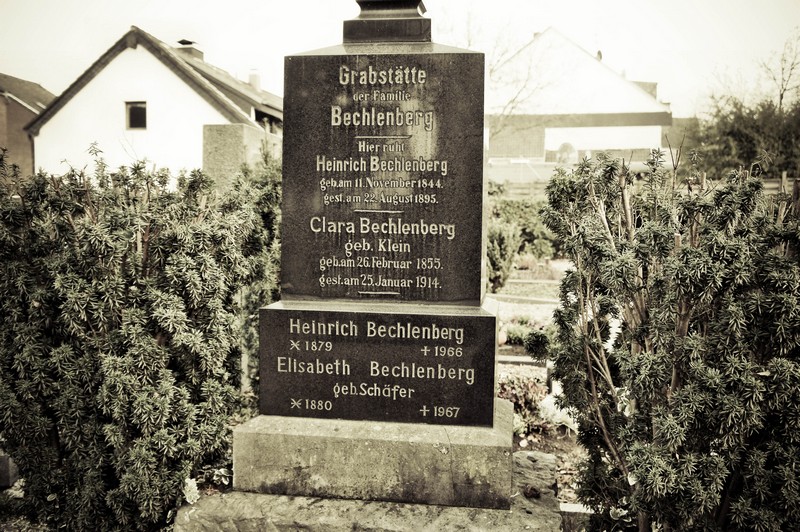 Grabstätte
der Familie
Bechlenberg
Hier ruht
Heinrich Bechlenberg
geb. am 11. November 1844.
gest. am 22. August 1895.
Clara Bechlenberg
geb. Klein
geb. am 26. Februar 1855.
gest. am 25. Januar 1914.
Heinrich Bechlenberg
* 1879 † 1966
Elisabeth Bechlenberg
geb. Schäfer
* 1880 † 1967